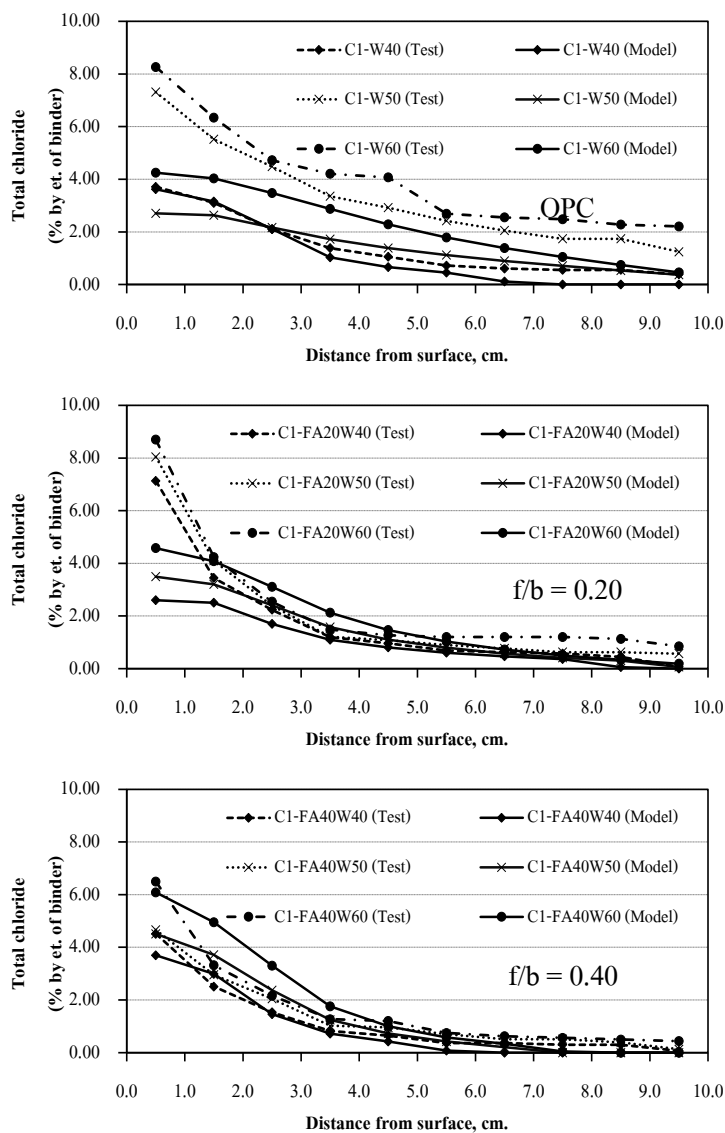 10.00
C1-W40 (Test) C1-W40 (Model)
8.00
C1-W50 (Test) C1-W50 (Model)
6.00
C1-W60 (Test) C1-W60 (Model)
4.00
OPC
2.00
0.00
0.0 1.0 2.0 3.0 4.0 5.0 6.0 7.0 8.0 9.0 10.0
Total chloride
(% by et. of binder)
Distance from surface, cm.
10.00
C1-FA20W40 (Test) C1-FA20W40 (Model)
8.00
C1-FA20W50 (Test) C1-FA20W50 (Model)
6.00
C1-FA20W60 (Test) C1-FA20W60 (Model)
4.00
f/b = 0.20
2.00
0.00
0.0 1.0 2.0 3.0 4.0 5.0 6.0 7.0 8.0 9.0 10.0
Total chloride
(% by et. of binder)
Distance from surface, cm.
10.00
C1-FA40W40 (Test) C1-FA40W40 (Model)
8.00
C1-FA40W50 (Test) C1-FA40W50 (Model)
6.00
C1-FA40W60 (Test) C1-FA40W60 (Model)
4.00
f/b = 0.40
2.00
0.00
0.0 1.0 2.0 3.0 4.0 5.0 6.0 7.0 8.0 9.0 10.0
Total chloride
(% by et. of binder)
Distance from surface, cm.